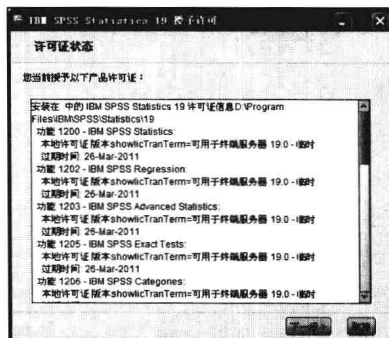 IBM SPSS Statistics 19 授予许可
许可证状态
您当前授予以下产品许可证：
安装在 中的 IBM SPSS Statistics 19 许可证信息D:\Program
Files\IBM\SPSS\Statistics\19
功能 1200 - IBM SPSS Statistics:
本地许可证 版本showlicTranTerm=可用于终端服务器 19.0 - 临时
过期时间: 26-Mar-2011
功能 1202 - IBM SPSS Regression:
本地许可证 版本showlicTranTerm=可用于终端服务器 19.0 - 临时
过期时间: 26-Mar-2011
功能 1203 - IBM SPSS Advanced Statistics:
本地许可证 版本showlicTranTerm=可用于终端服务器 19.0 - 临时
过期时间: 26-Mar-2011
功能 1205 - IBM SPSS Exact Tests:
本地许可证 版本showlicTranTerm=可用于终端服务器 19.0 - 临时
过期时间: 26-Mar-2011
功能 1206 - IBM SPSS Categories:
本地许可证 版本showlicTranTerm=可用于终端服务器 19.0 - 临时